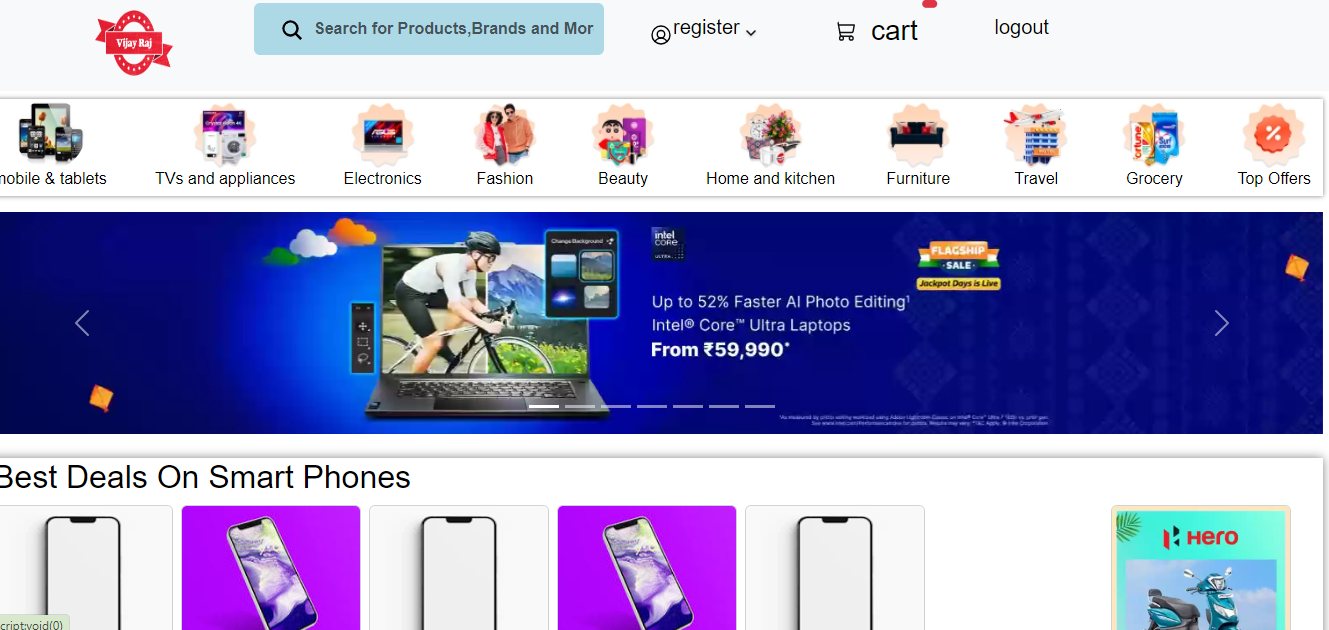 Vijay Raj
Search for Products,Brands and Mor
register
cart
logout
mobile & tablets
TVs and appliances
Electronics
Fashion
Beauty
Home and kitchen
Furniture
Travel
Grocery
Top Offers
Change Background
intel
CORE
ULTRA
FLAGSHIP
SALE
Jackpot Days is Live
Up to 52% Faster AI Photo Editing¹
Intel® Core™ Ultra Laptops
From ₹59,990*
Best Deals On Smart Phones
Hero
cript:void(0)